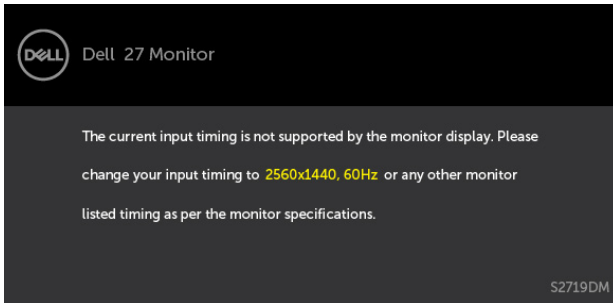 DELL
Dell 27 Monitor
The current input timing is not supported by the monitor display. Please
change your input timing to 2560x1440, 60Hz or any other monitor
listed timing as per the monitor specifications.
S2719DM